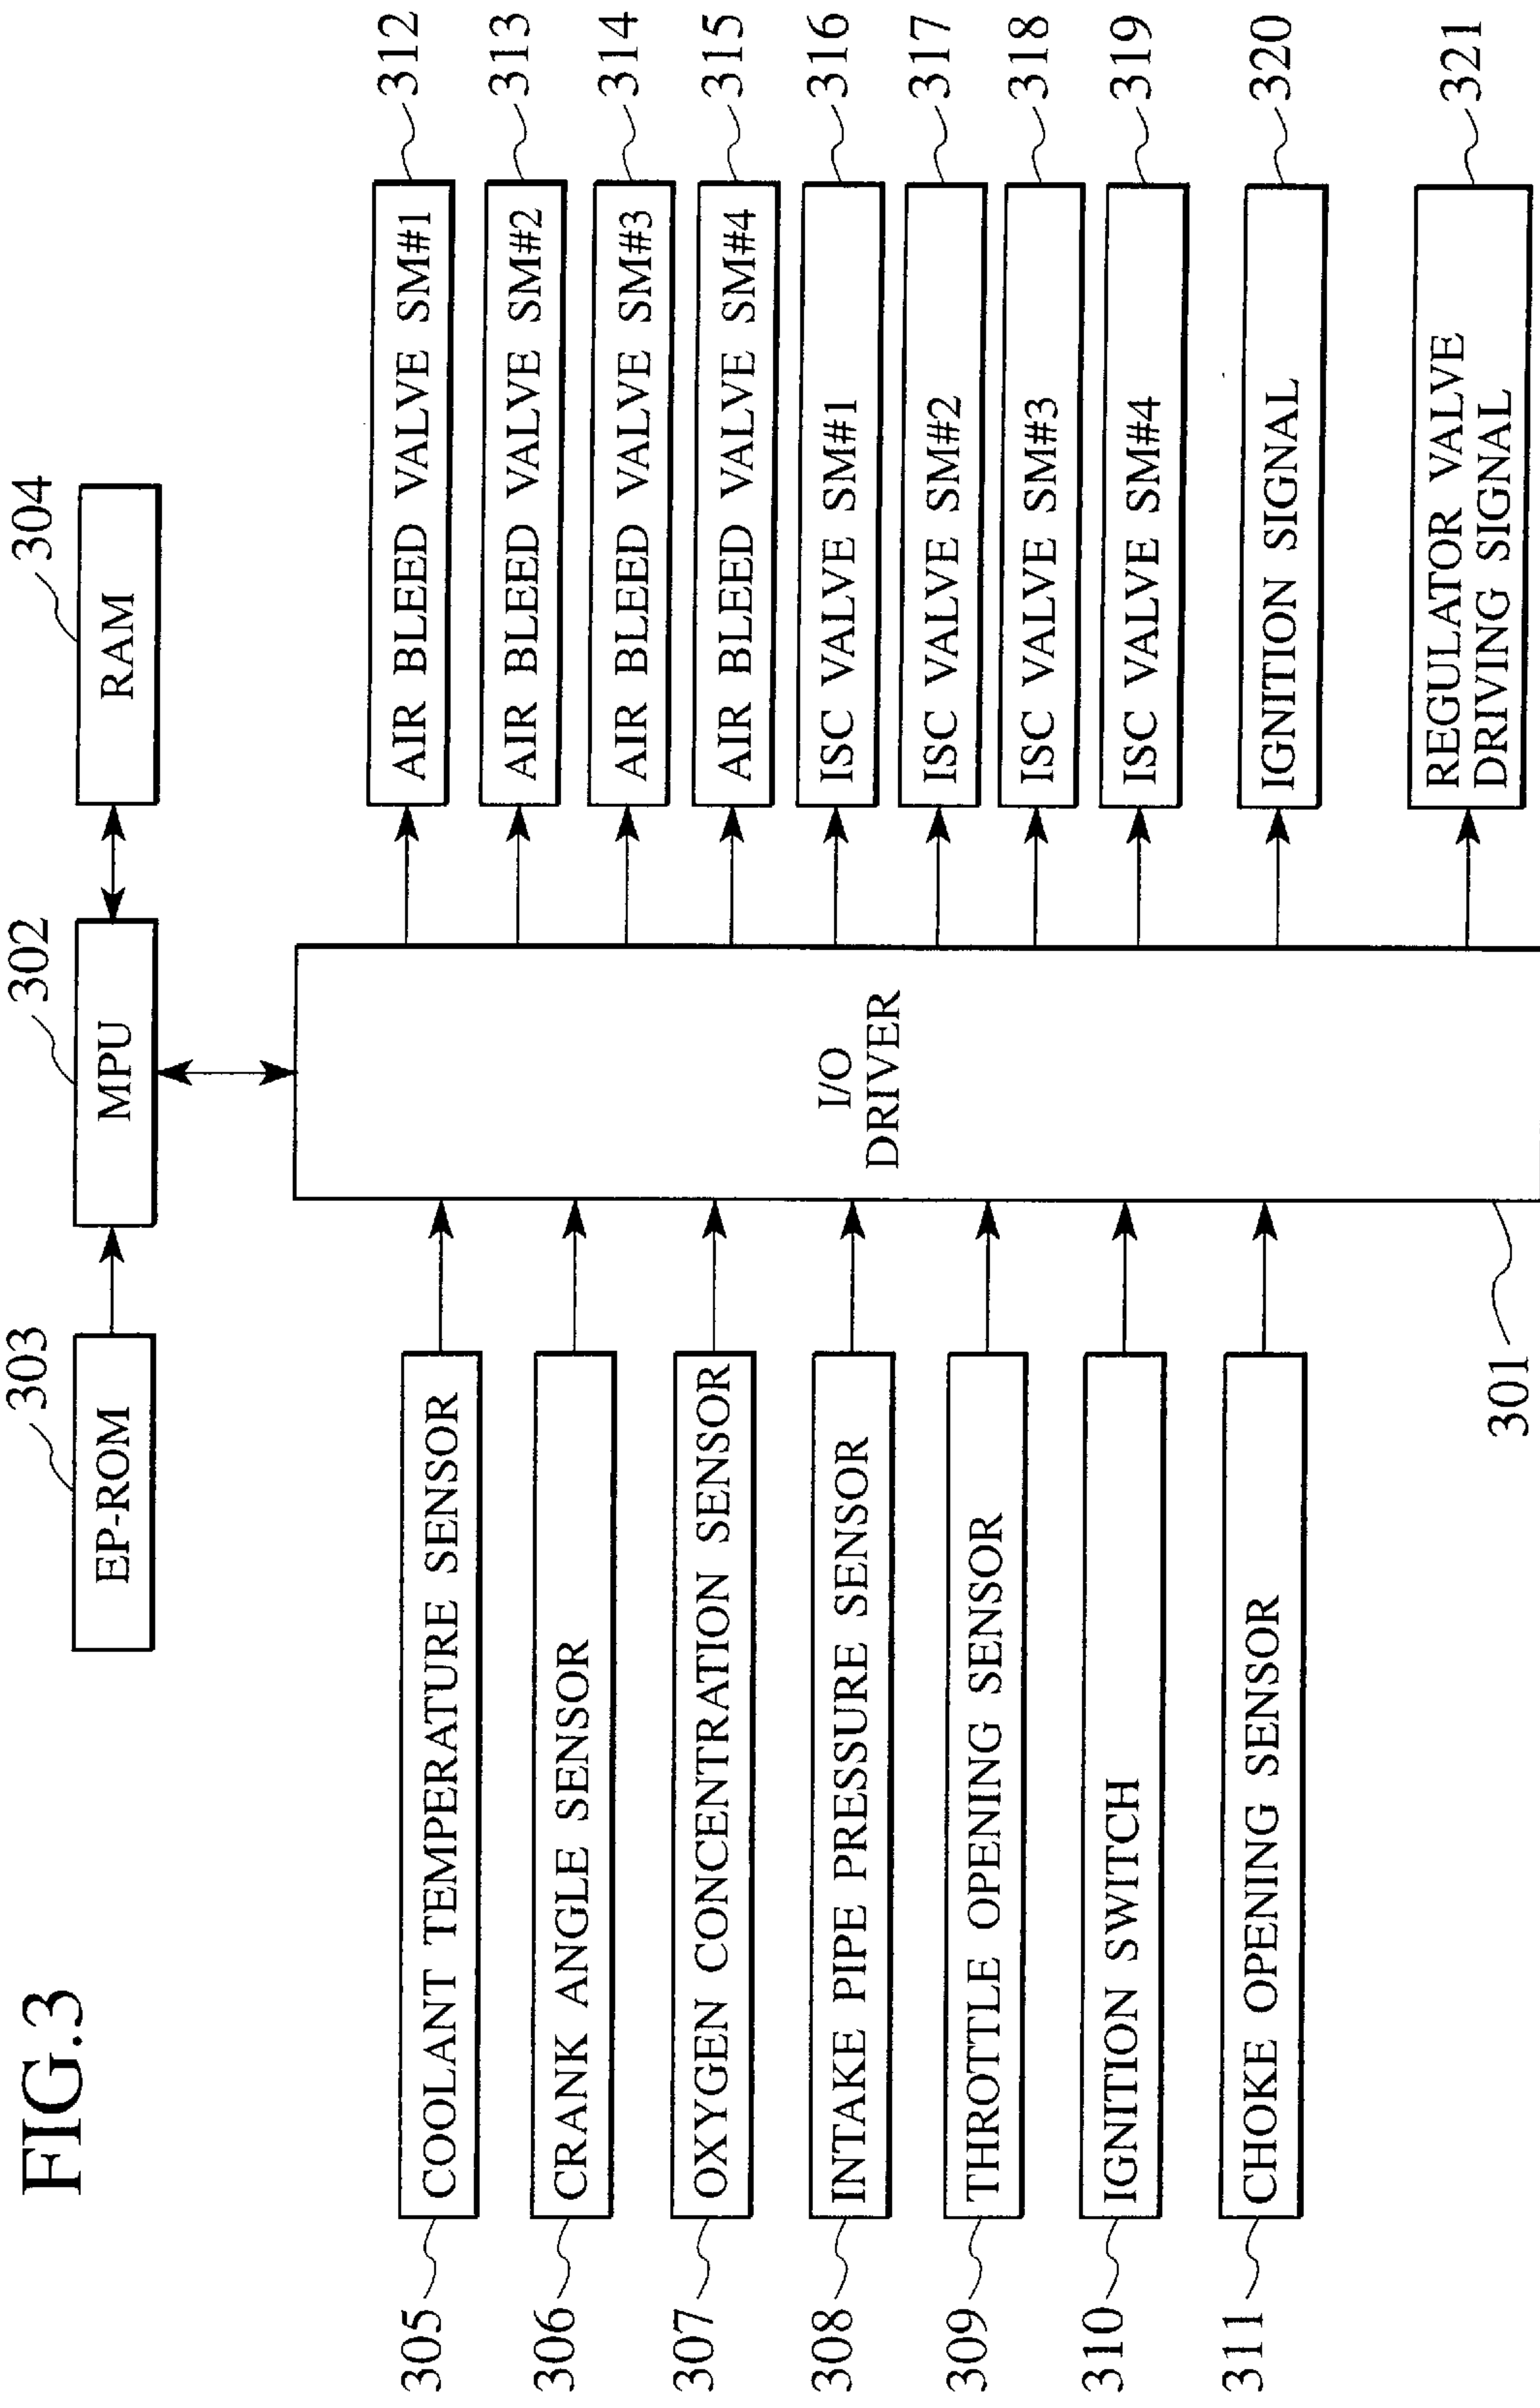 FIG.3
303
302
304
EP-ROM
MPU
RAM
305
COOLANT TEMPERATURE SENSOR
306
CRANK ANGLE SENSOR
307
OXYGEN CONCENTRATION SENSOR
308
INTAKE PIPE PRESSURE SENSOR
309
THROTTLE OPENING SENSOR
310
IGNITION SWITCH
311
CHOKE OPENING SENSOR
I/O
DRIVER
301
AIR BLEED VALVE SM#1
312
AIR BLEED VALVE SM#2
313
AIR BLEED VALVE SM#3
314
AIR BLEED VALVE SM#4
315
ISC VALVE SM#1
316
ISC VALVE SM#2
317
ISC VALVE SM#3
318
ISC VALVE SM#4
319
IGNITION SIGNAL
320
REGULATOR VALVE
DRIVING SIGNAL
321